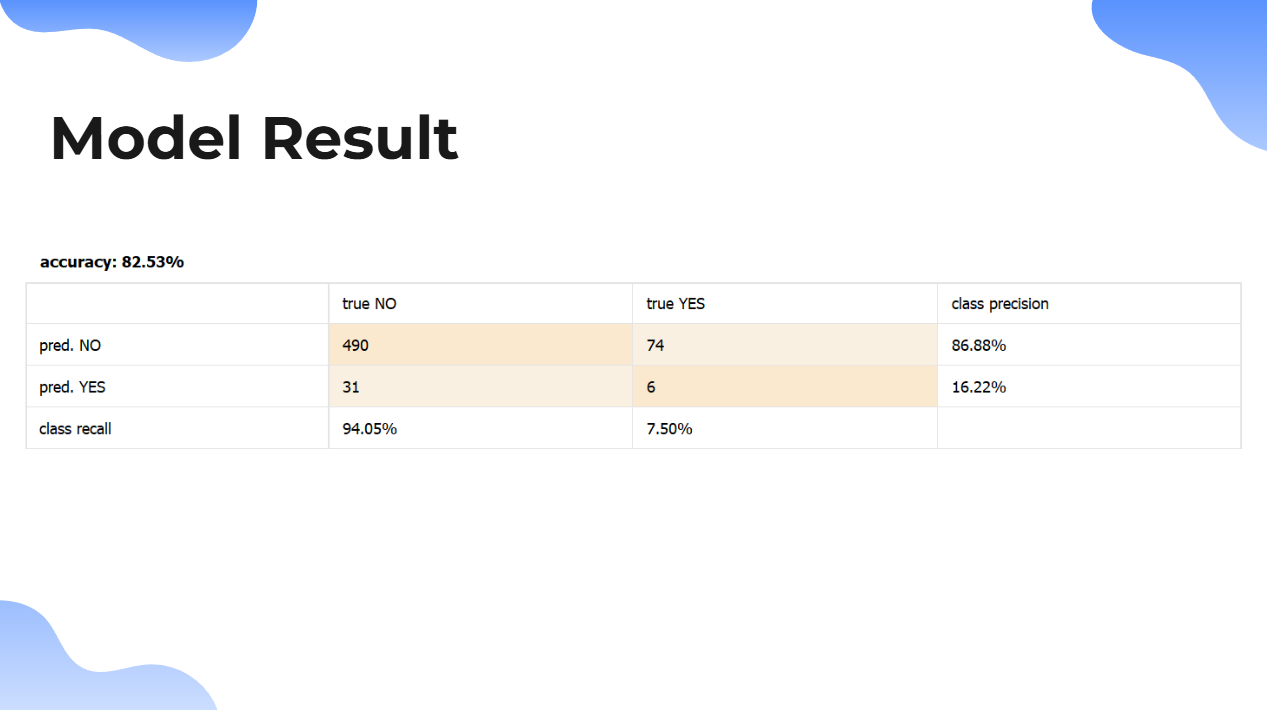 Model Result
accuracy: 82.53%
true NO true YES class precision
pred. NO 490 74 86.88%
pred. YES 31 6 16.22%
class recall 94.05% 7.50%